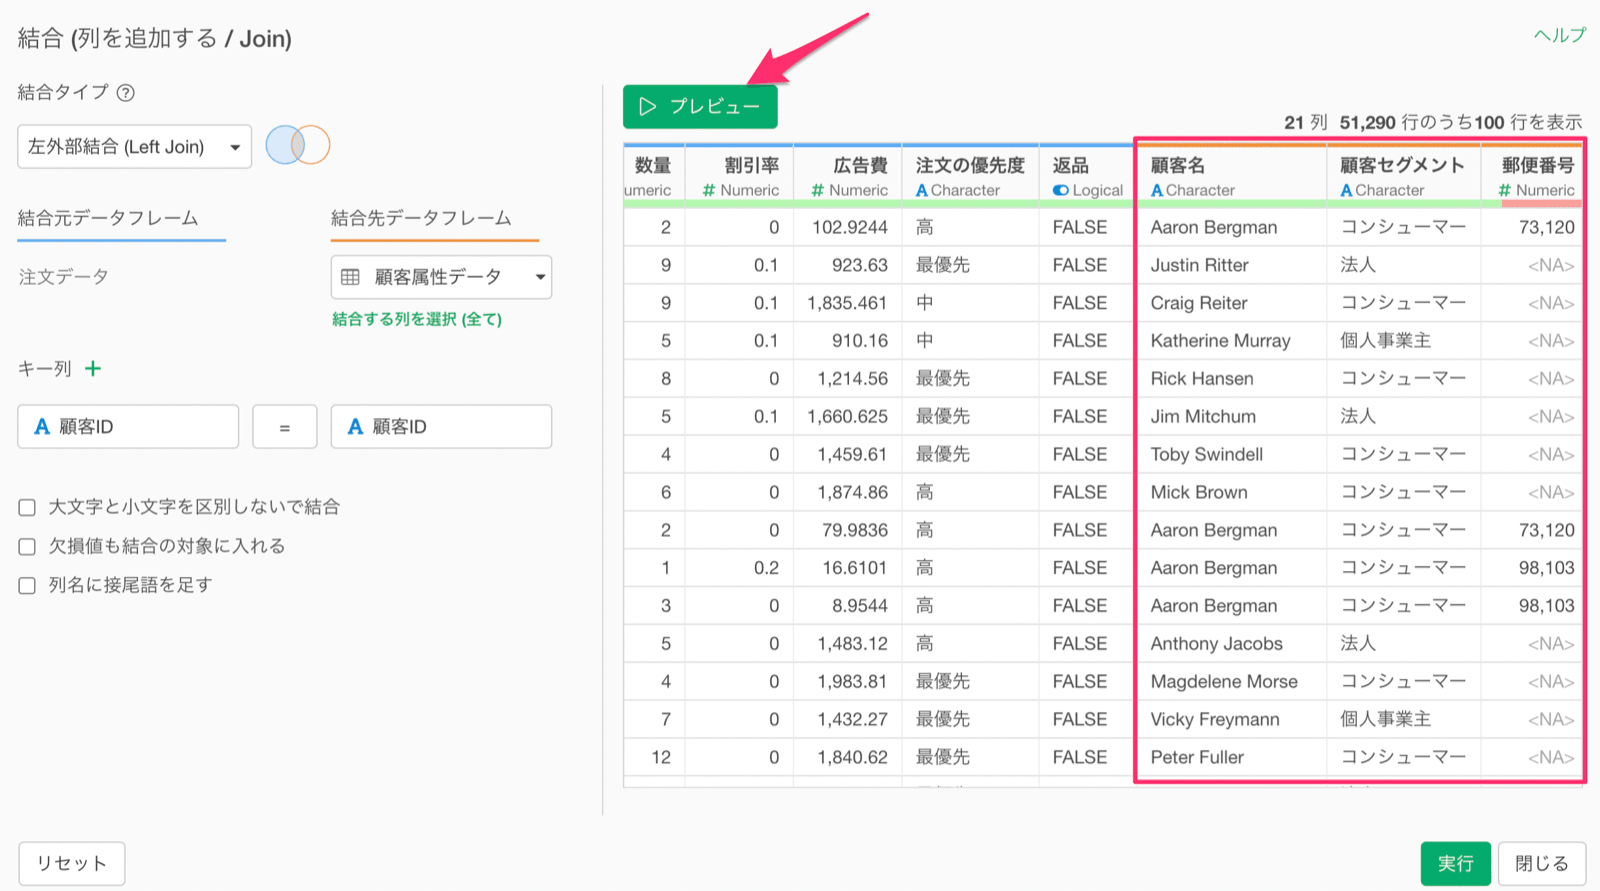 結合 (列を追加する / Join)
ヘルプ
結合タイプ ?
左外部結合 (Left Join)
結合元データフレーム 結合先データフレーム
注文データ 顧客属性データ
結合する列を選択 (全て)
キー列 +
A 顧客ID = A 顧客ID
大文字と小文字を区別しないで結合
欠損値も結合の対象に入れる
列名に接尾語を足す
プレビュー
21 列 51,290 行のうち100 行を表示
数量 割引率 広告費 注文の優先度 返品 顧客名 顧客セグメント 郵便番号
umeric # Numeric # Numeric A Character Logical A Character A Character # Numeric
2 0 102.9244 高 FALSE Aaron Bergman コンシューマー 73,120
9 0.1 923.63 最優先 FALSE Justin Ritter 法人 <NA>
9 0.1 1,835.461 中 FALSE Craig Reiter コンシューマー <NA>
5 0.1 910.16 中 FALSE Katherine Murray 個人事業主 <NA>
8 0 1,214.56 最優先 FALSE Rick Hansen コンシューマー <NA>
5 0.1 1,660.625 最優先 FALSE Jim Mitchum 法人 <NA>
4 0 1,459.61 最優先 FALSE Toby Swindell コンシューマー <NA>
6 0 1,874.86 高 FALSE Mick Brown コンシューマー <NA>
2 0 79.9836 高 FALSE Aaron Bergman コンシューマー 73,120
1 0.2 16.6101 高 FALSE Aaron Bergman コンシューマー 98,103
3 0 8.9544 高 FALSE Aaron Bergman コンシューマー 98,103
5 0 1,483.12 高 FALSE Anthony Jacobs 法人 <NA>
4 0 1,983.81 最優先 FALSE Magdelene Morse コンシューマー <NA>
7 0 1,432.27 最優先 FALSE Vicky Freymann 個人事業主 <NA>
12 0 1,840.62 最優先 FALSE Peter Fuller コンシューマー <NA>
リセット
実行
閉じる